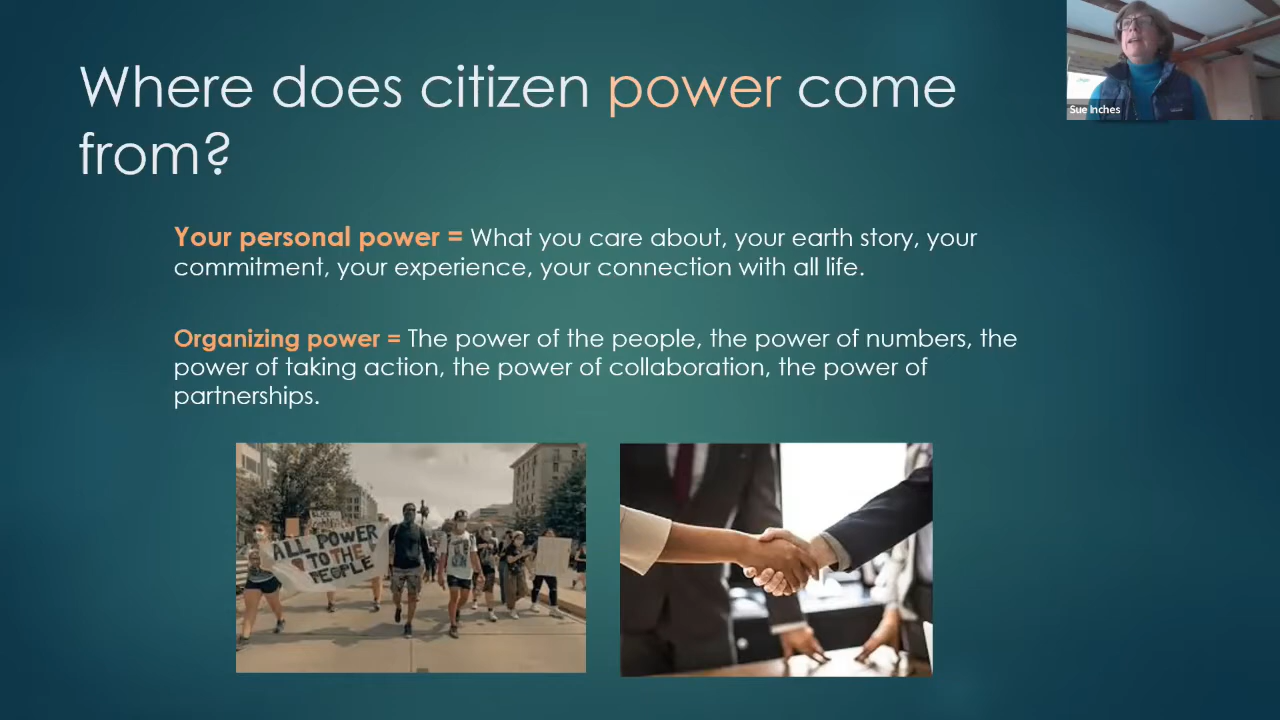 Where does citizen power come
from?
Sue Inches
Your personal power = What you care about, your earth story, your
commitment, your experience, your connection with all life.
Organizing power = The power of the people, the power of numbers, the
power of taking action, the power of collaboration, the power of
partnerships.
ALL POWER
TO THE
PEOPLE